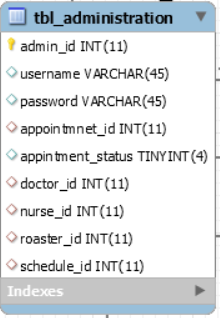 tbl_administration
admin_id INT(11)
username VARCHAR(45)
password VARCHAR(45)
appointmnet_id INT(11)
appintment_status TINYINT(4)
doctor_id INT(11)
nurse_id INT(11)
roaster_id INT(11)
schedule_id INT(11)
Indexes